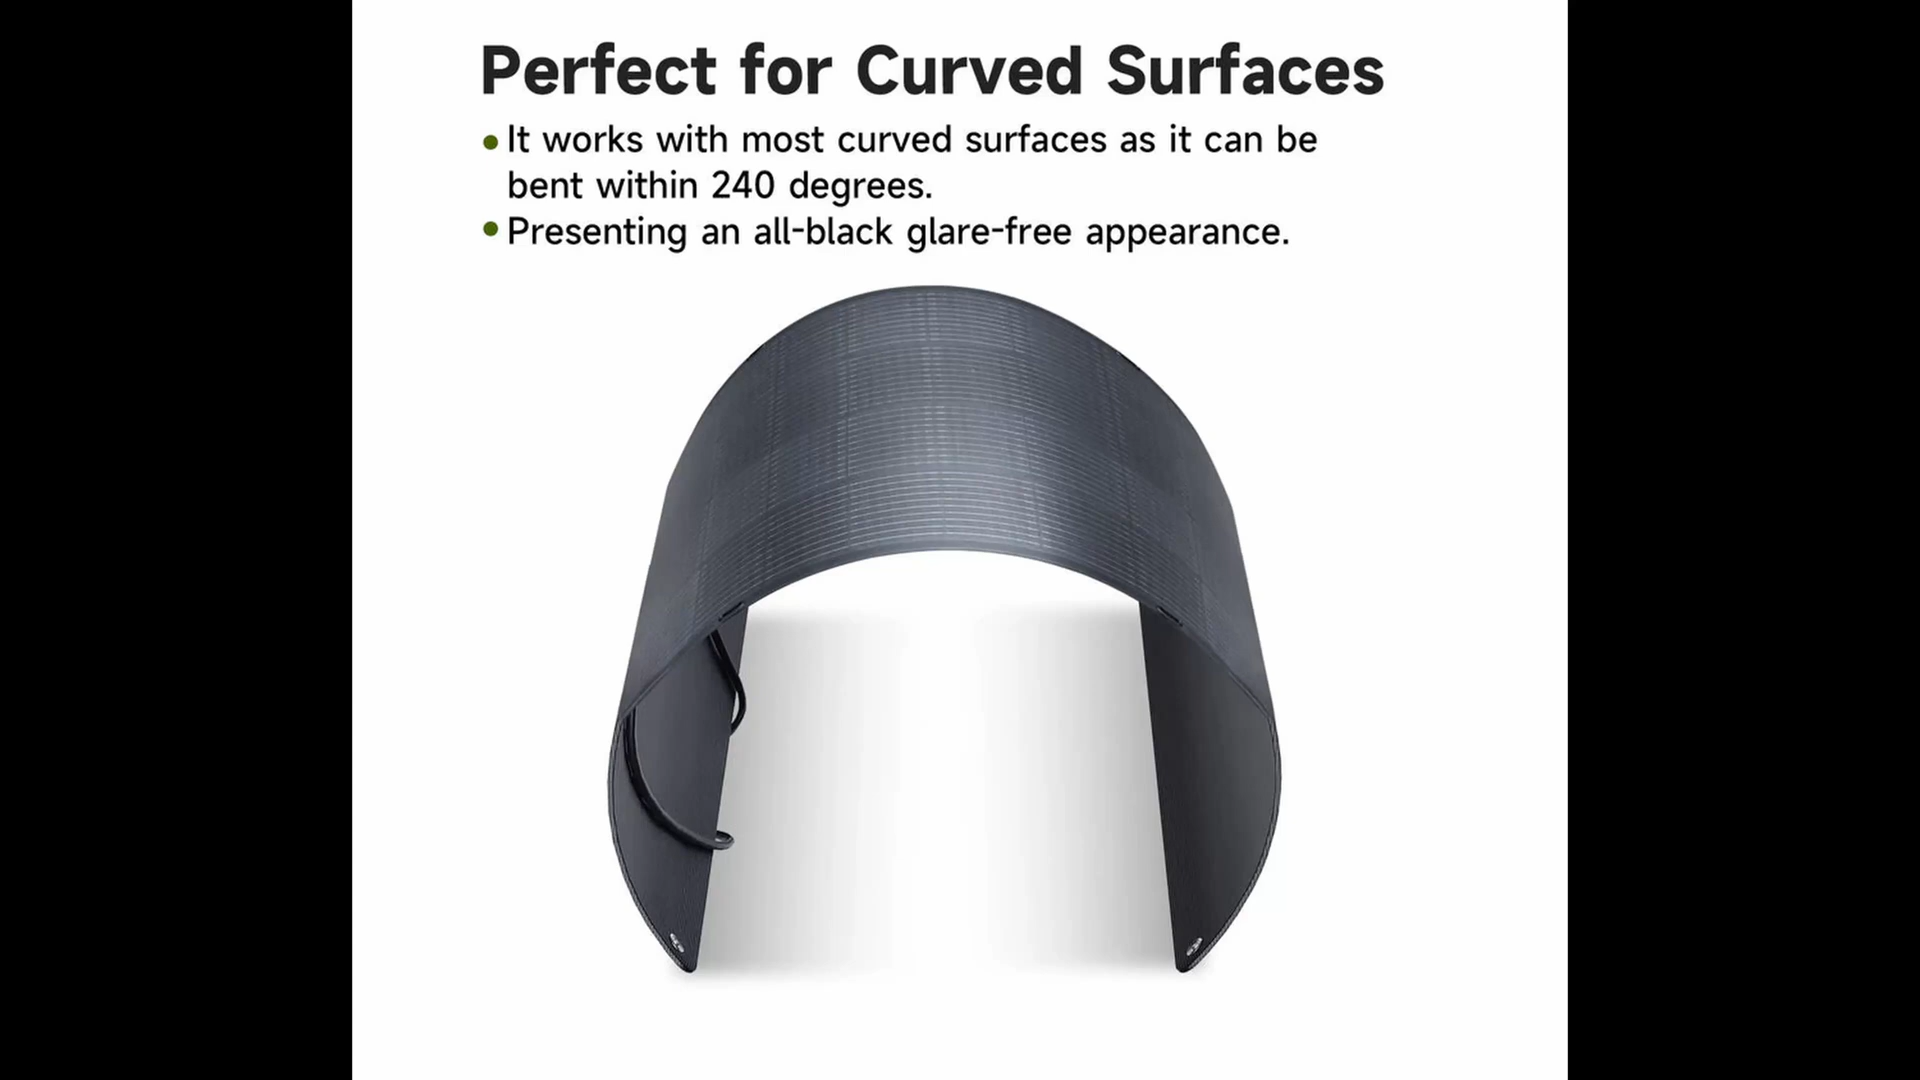 Perfect for Curved Surfaces
It works with most curved surfaces as it can be
bent within 240 degrees.
Presenting an all-black glare-free appearance.